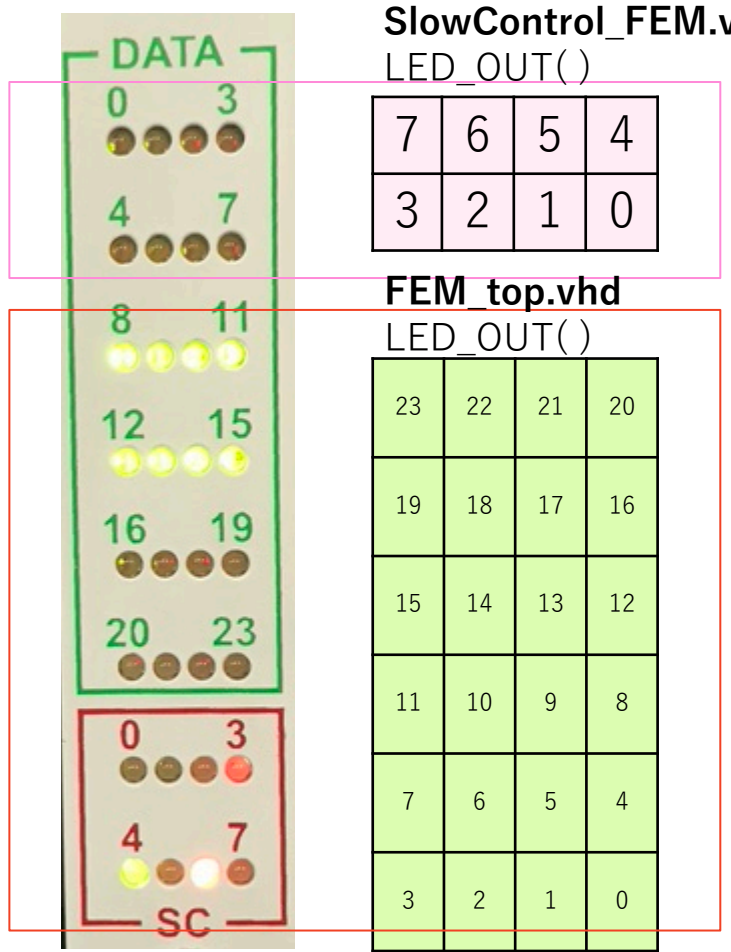 SlowControl_FEM.v
LED_OUT( )
DATA
0 3
4 7
8 11
12 15
16 19
20 23
0 3
4 7
SC
7 6 5 4
3 2 1 0
FEM_top.vhd
LED_OUT( )
23 22 21 20
19 18 17 16
15 14 13 12
11 10 9 8
7 6 5 4
3 2 1 0